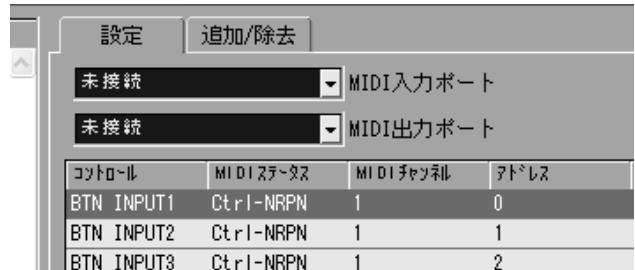 設定 追加/除去
未接続 MIDI入力ポート
未接続 MIDI出力ポート
ｺﾝﾄﾛｰﾙ MIDIｽﾃｰﾀｽ MIDIﾁｬﾝﾈﾙ ｱﾄﾞﾚｽ
BTN INPUT1 Ctrl-NRPN 1 0
BTN INPUT2 Ctrl-NRPN 1 1
BTN INPUT3 Ctrl-NRPN 1 2